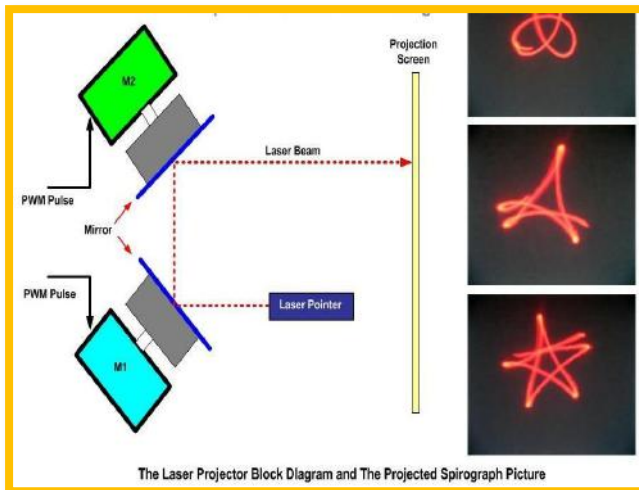 Projection
Screen
M2
Laser Beam
PWM Pulse
Mirror
PWM Pulse
Laser Pointer
M1
The Laser Projector Block Diagram and The Projected Spirograph Picture